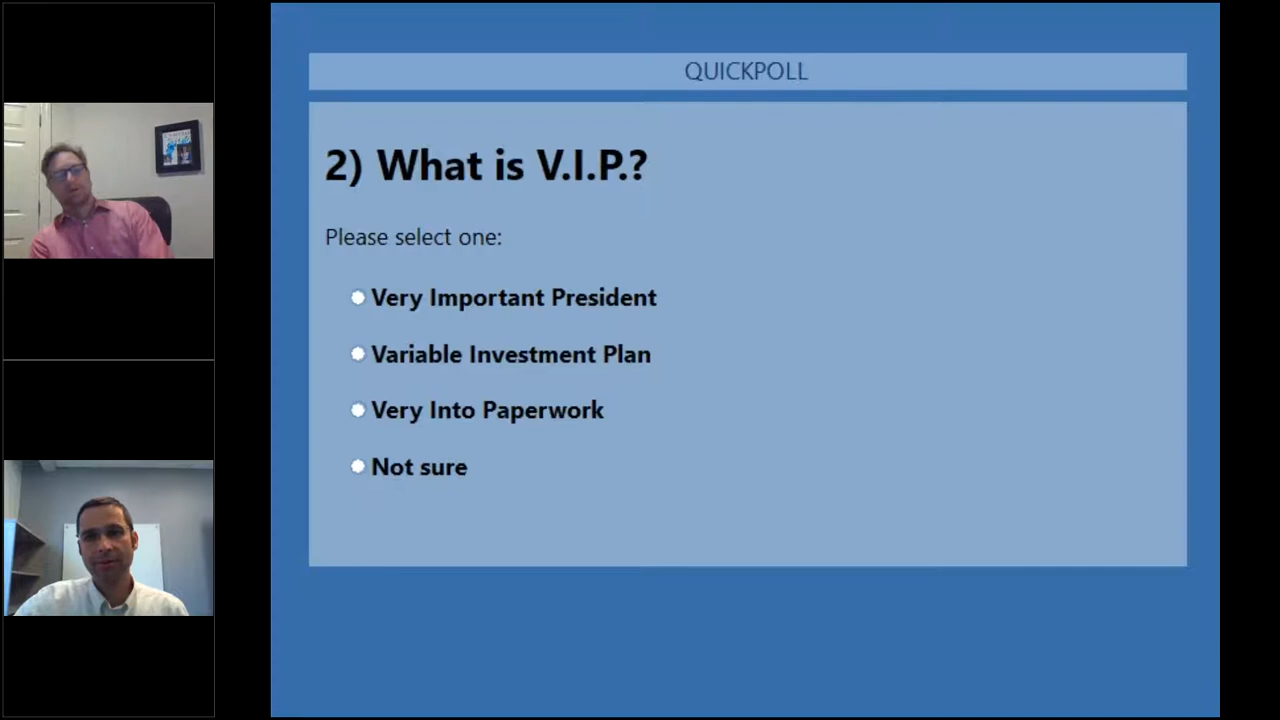 QUICKPOLL
2) What is V.I.P.?
Please select one:
Very Important President
Variable Investment Plan
Very Into Paperwork
Not sure